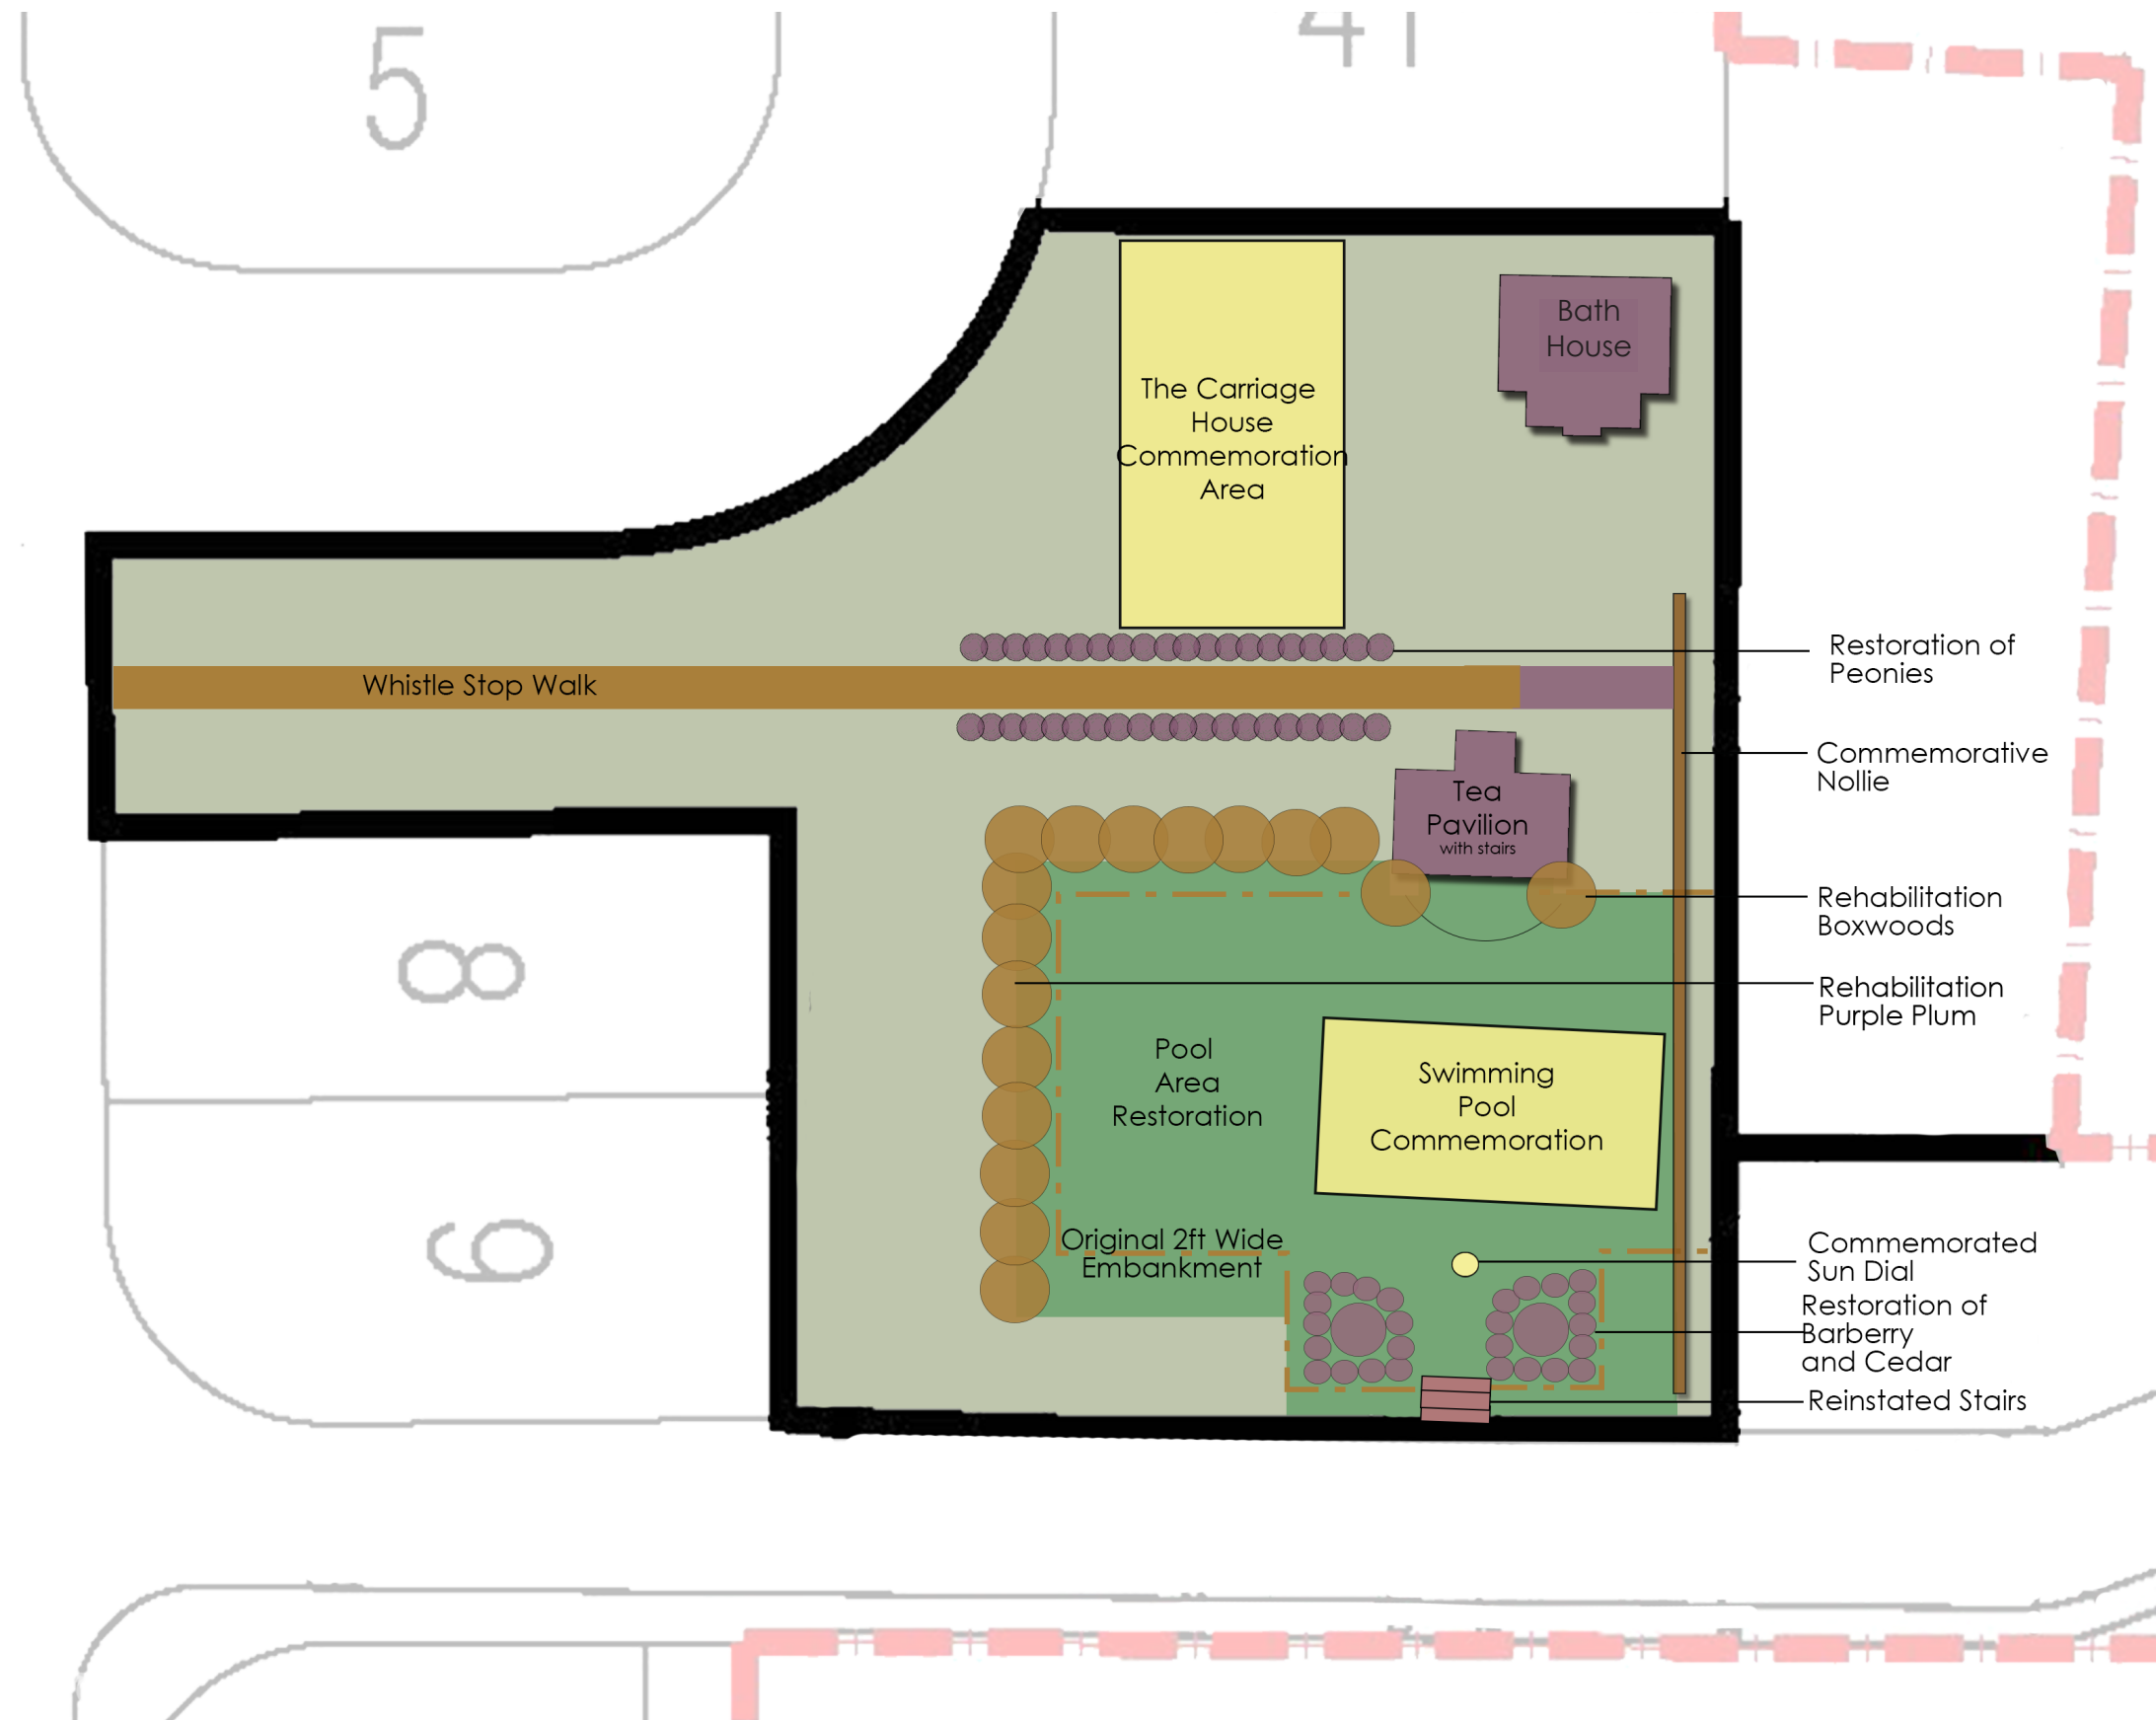 5
41
Bath
House
The Carriage
House
Commemoration
Area
Restoration of
Peonies
Whistle Stop Walk
Commemorative
Nollie
Tea
Pavilion
with stairs
Rehabilitation
Boxwoods
8
Rehabilitation
Purple Plum
Pool
Area
Restoration
Swimming
Pool
Commemoration
9
Original 2ft Wide
Embankment
Commemorated
Sun Dial
Restoration of
Barberry
and Cedar
Reinstated Stairs